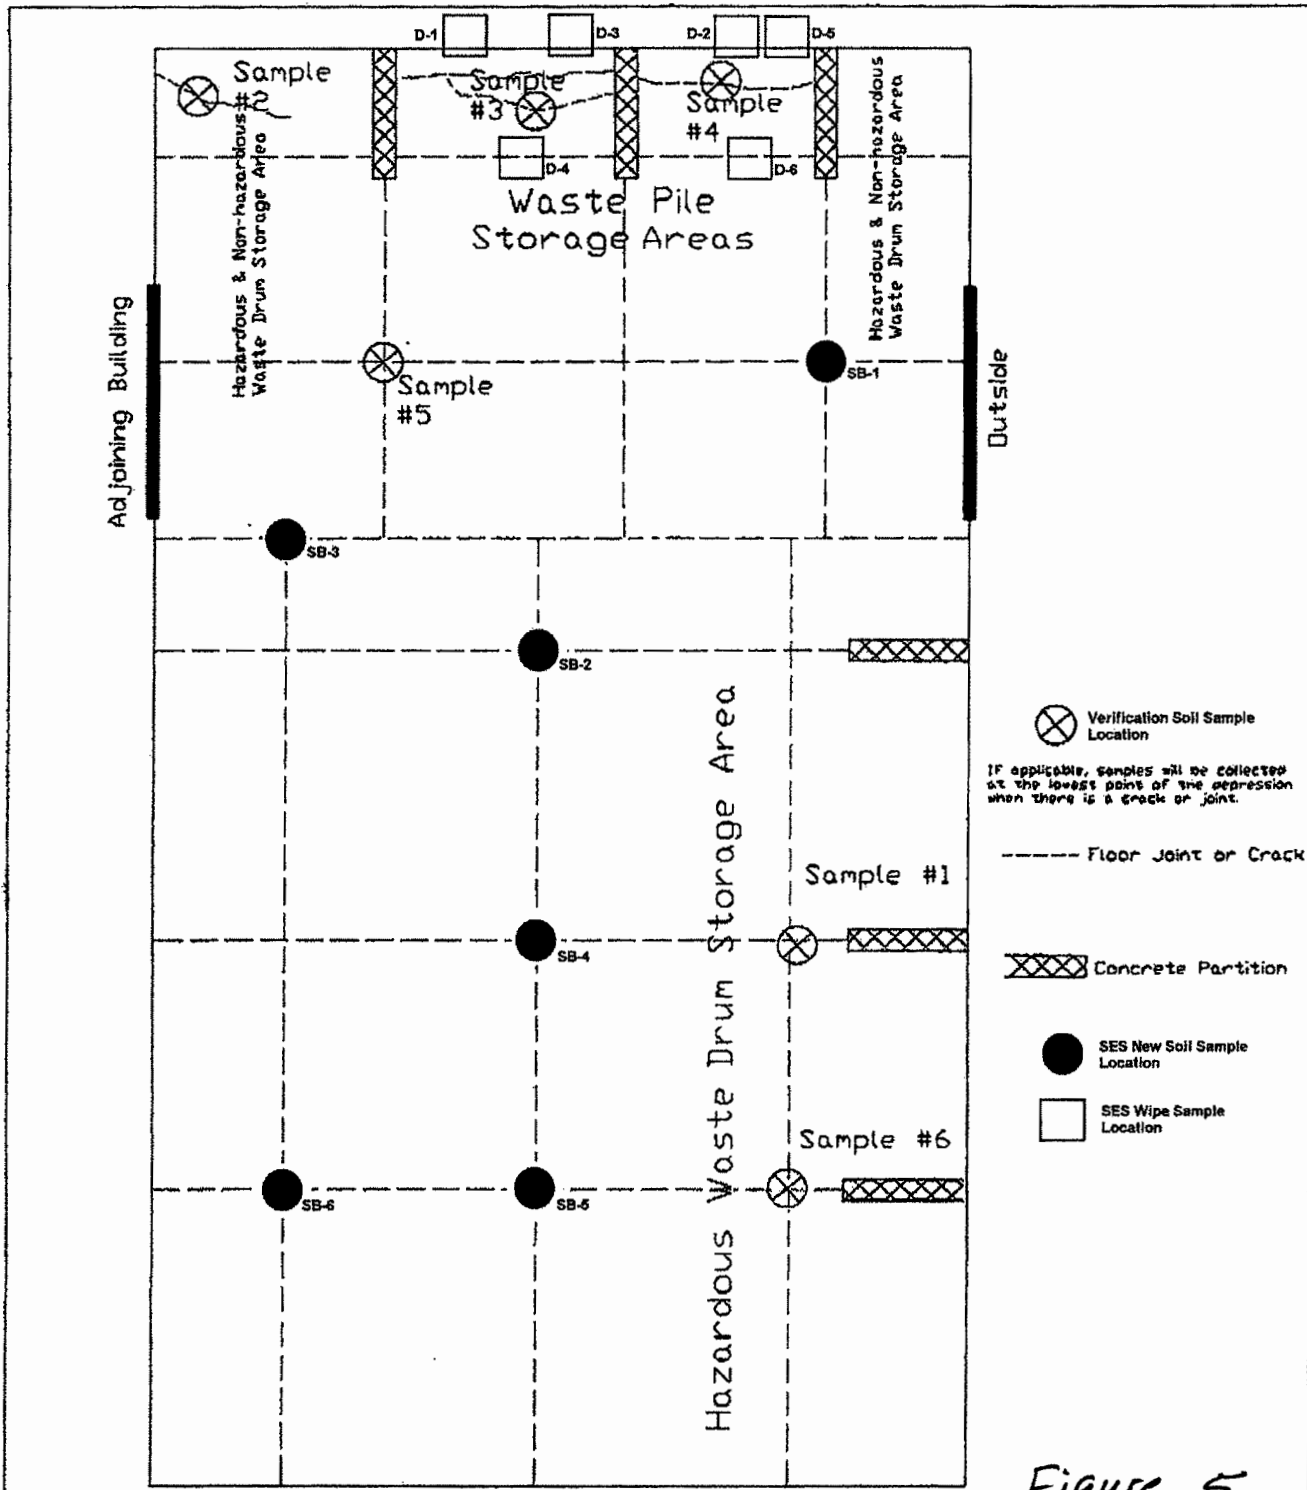 D-1
D-3
D-2
D-5
Sample
#2
Sample
#3
Sample
#4
D-4
D-6
Waste Pile
Storage Areas
Hazardous & Non-hazardous
Waste Drum Storage Area
Hazardous & Non-hazardous
Waste Drum Storage Area
Adjoining Building
Outside
Sample
#5
SB-1
SB-3
SB-2
Hazardous Waste Drum Storage Area
Sample #1
SB-4
Sample #6
SB-6
SB-5
Verification Soil Sample
Location
IF applicable, samples will be collected
at the lowest point of the depression
when there is a crack or joint.
Floor Joint or Crack
Concrete Partition
SES New Soil Sample
Location
SES Wipe Sample
Location
Figure 5